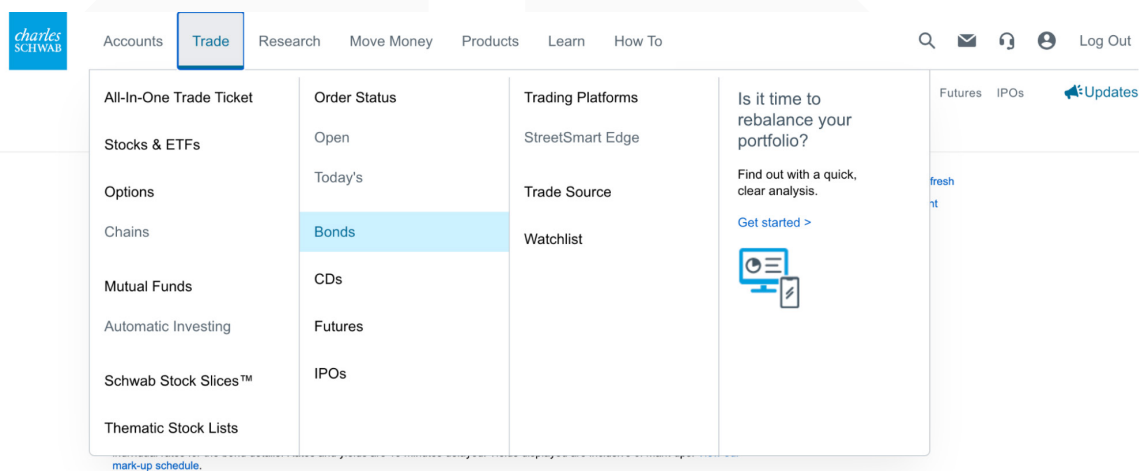 charles
SCHWAB
Accounts
Trade
Research
Move Money
Products
Learn
How To
Log Out
All-In-One Trade Ticket
Stocks & ETFs
Options
Chains
Mutual Funds
Automatic Investing
Schwab Stock Slices™
Thematic Stock Lists
Order Status
Open
Today's
Bonds
CDs
Futures
IPOs
Trading Platforms
StreetSmart Edge
Trade Source
Watchlist
Is it time to
rebalance your
portfolio?
Find out with a quick,
clear analysis.
Get started >
Futures
IPOs
Updates
fresh
nt
mark-up schedule.